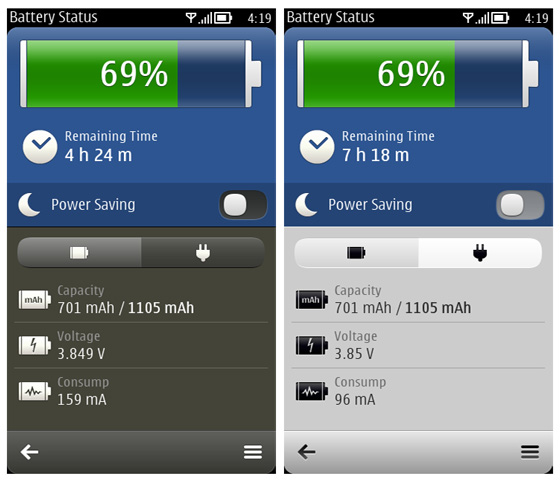 Battery Status 4:19
69%
Remaining Time
4 h 24 m
Power Saving
Capacity
mAh
701 mAh / 1105 mAh
Voltage
3.849 V
Consump
159 mA
Battery Status 4:19
69%
Remaining Time
7 h 18 m
Power Saving
Capacity
mAh
701 mAh / 1105 mAh
Voltage
3.85 V
Consump
96 mA